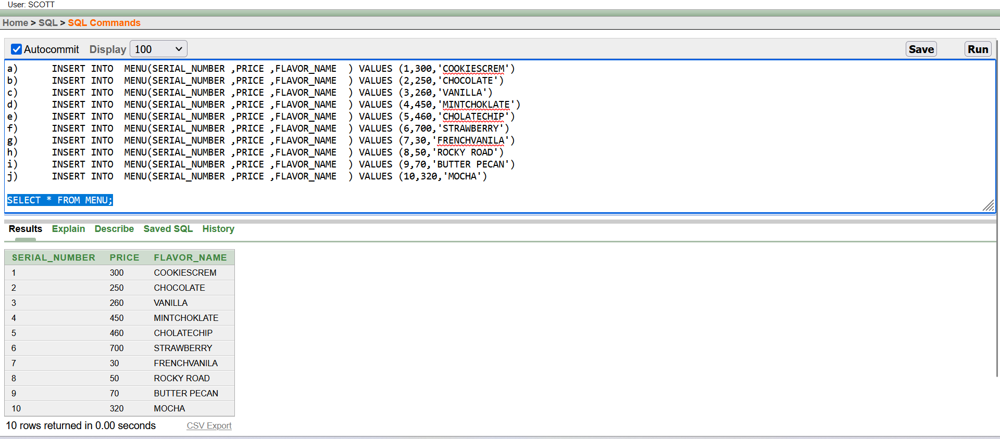 User: SCOTT
Home > SQL > SQL Commands
Autocommit Display 100 Save Run
a) INSERT INTO MENU(SERIAL_NUMBER ,PRICE ,FLAVOR_NAME ) VALUES (1,300,'COOKIESCREM')
b) INSERT INTO MENU(SERIAL_NUMBER ,PRICE ,FLAVOR_NAME ) VALUES (2,250,'CHOCOLATE')
c) INSERT INTO MENU(SERIAL_NUMBER ,PRICE ,FLAVOR_NAME ) VALUES (3,260,'VANILLA')
d) INSERT INTO MENU(SERIAL_NUMBER ,PRICE ,FLAVOR_NAME ) VALUES (4,450,'MINTCHOKLATE')
e) INSERT INTO MENU(SERIAL_NUMBER ,PRICE ,FLAVOR_NAME ) VALUES (5,460,'CHOLATECHIP')
f) INSERT INTO MENU(SERIAL_NUMBER ,PRICE ,FLAVOR_NAME ) VALUES (6,700,'STRAWBERRY')
g) INSERT INTO MENU(SERIAL_NUMBER ,PRICE ,FLAVOR_NAME ) VALUES (7,30,'FRENCHVANILA')
h) INSERT INTO MENU(SERIAL_NUMBER ,PRICE ,FLAVOR_NAME ) VALUES (8,50,'ROCKY ROAD')
i) INSERT INTO MENU(SERIAL_NUMBER ,PRICE ,FLAVOR_NAME ) VALUES (9,70,'BUTTER PECAN')
j) INSERT INTO MENU(SERIAL_NUMBER ,PRICE ,FLAVOR_NAME ) VALUES (10,320,'MOCHA')
SELECT * FROM MENU;
Results Explain Describe Saved SQL History
SERIAL_NUMBER PRICE FLAVOR_NAME
1 300 COOKIESCREM
2 250 CHOCOLATE
3 260 VANILLA
4 450 MINTCHOKLATE
5 460 CHOLATECHIP
6 700 STRAWBERRY
7 30 FRENCHVANILA
8 50 ROCKY ROAD
9 70 BUTTER PECAN
10 320 MOCHA
10 rows returned in 0.00 seconds CSV Export